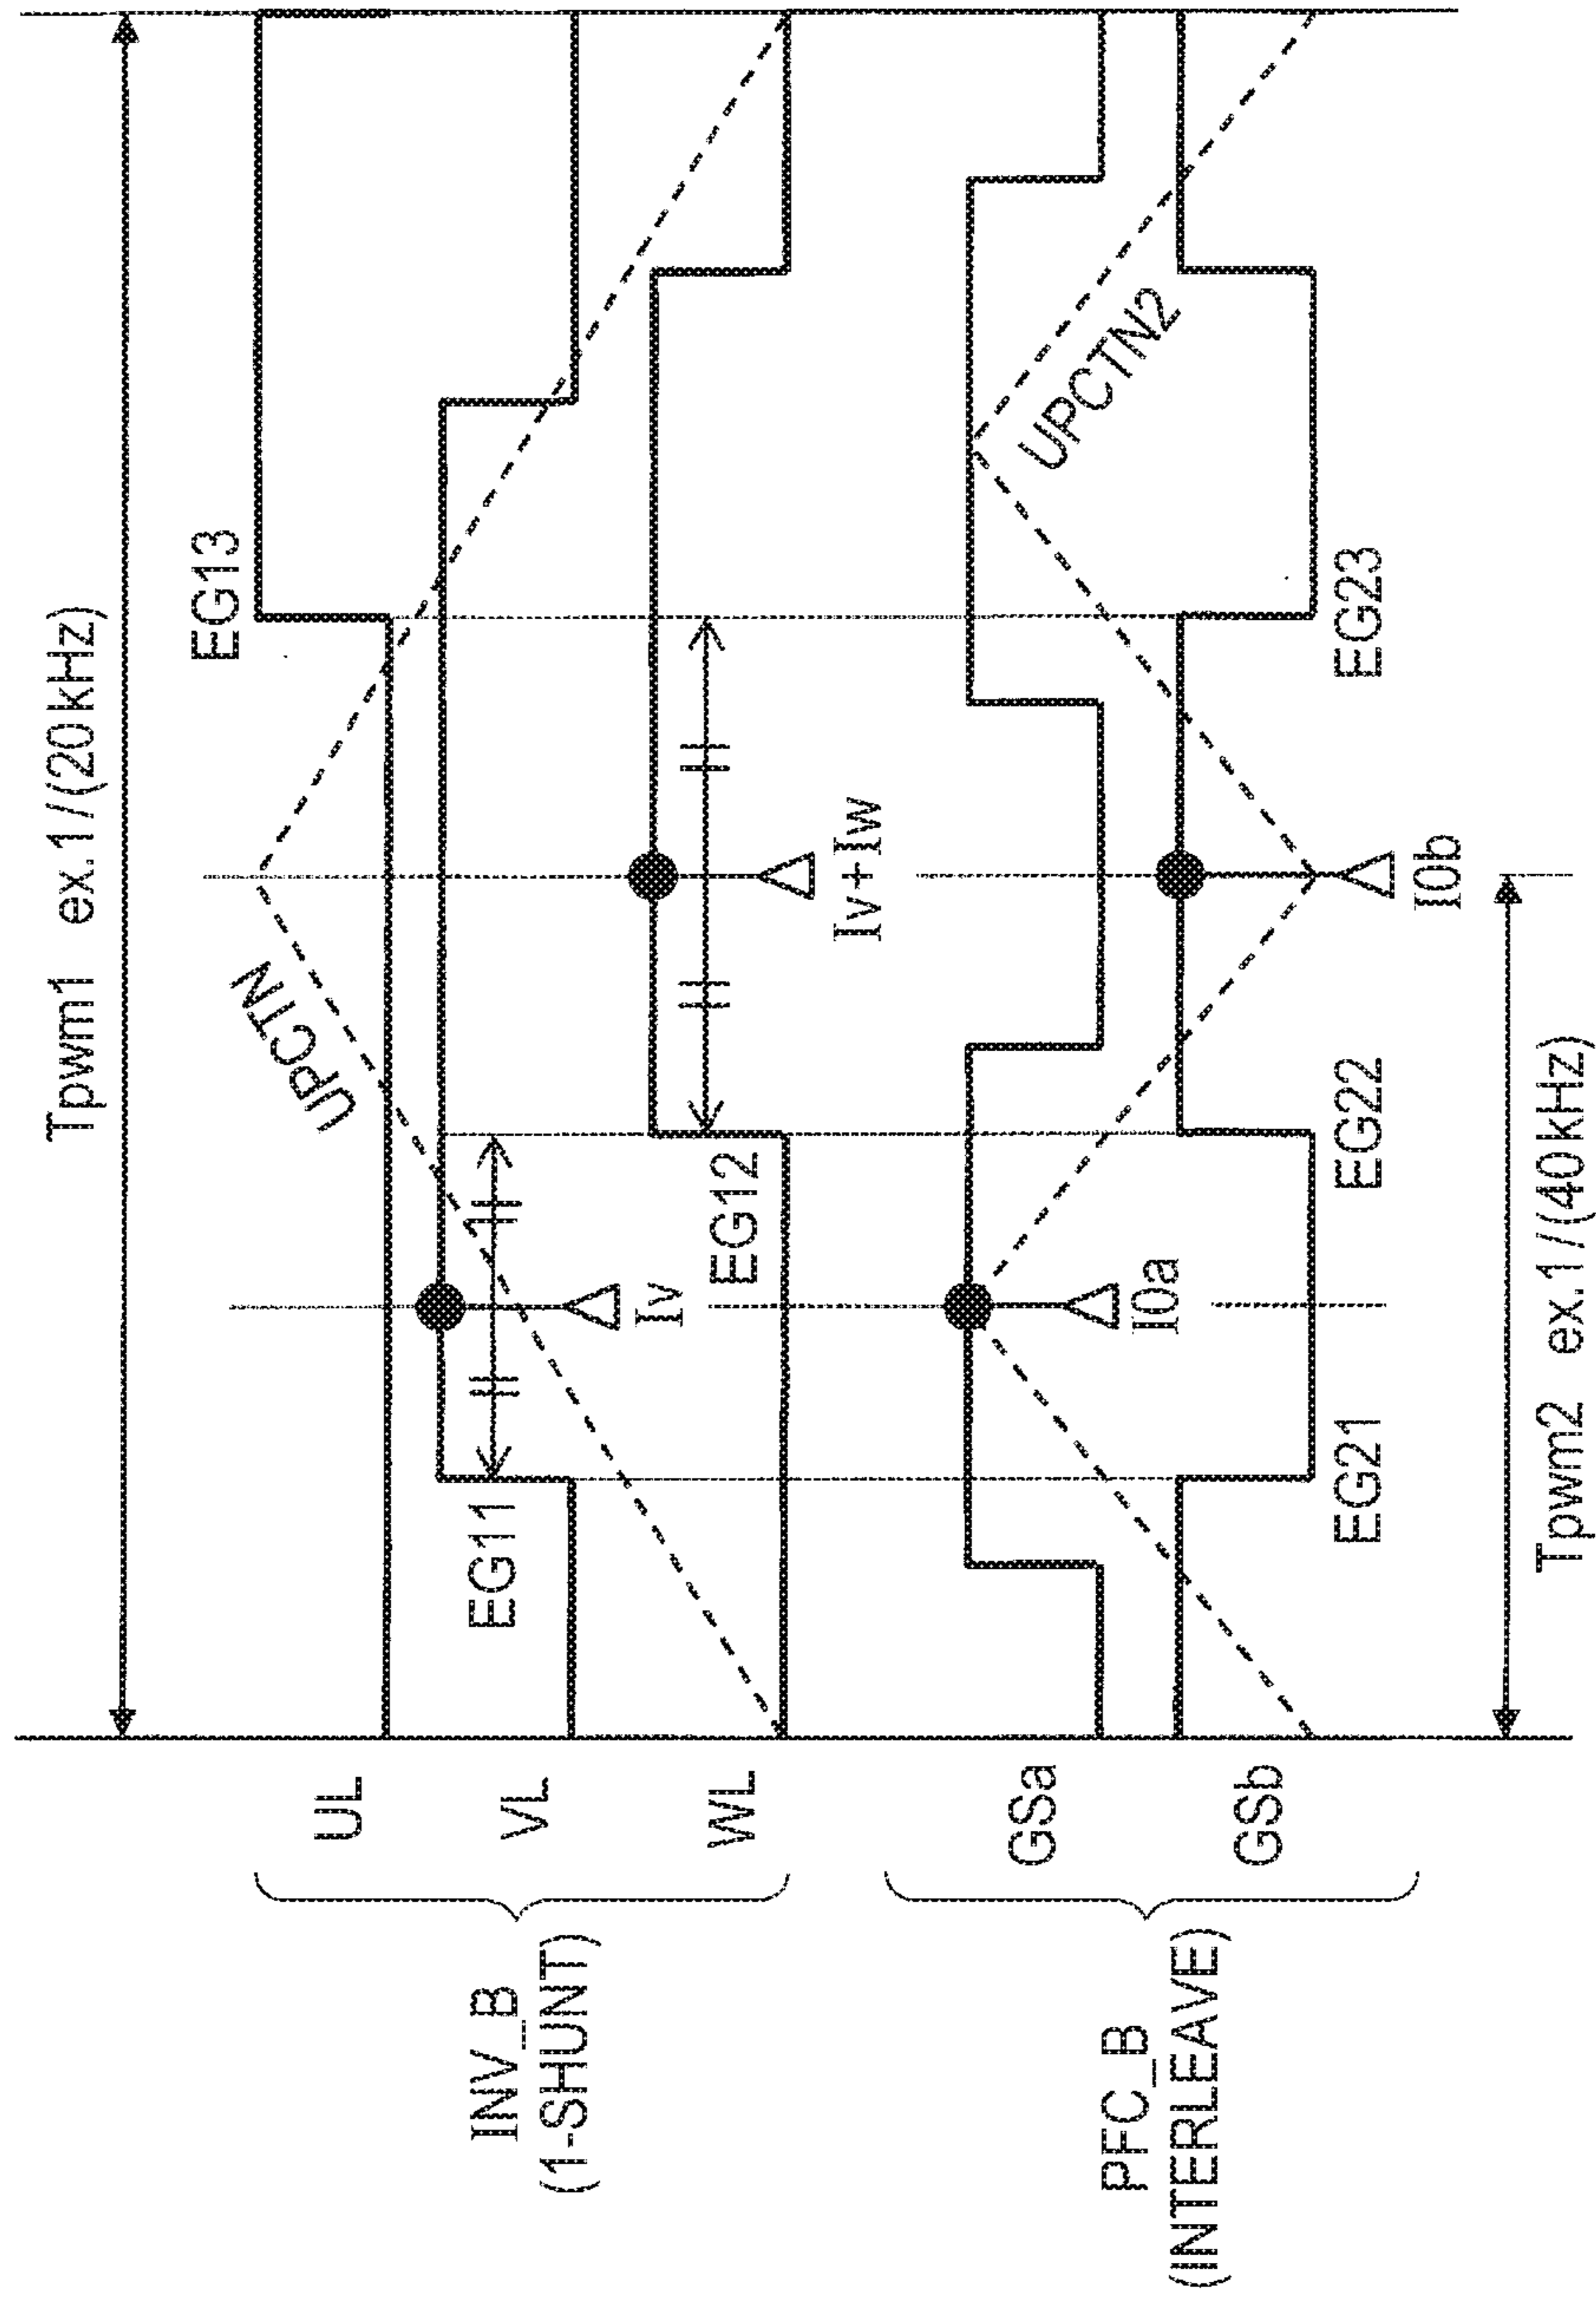 Tpwm1 ex.1/(20kHz)
EG13
UPCTN
UL
EG11
VL
Iv
EG12
WL
Iv+Iw
INV_B
(1-SHUNT)
UPCTN2
GSa
I0a
GSb
EG21
EG22
EG23
I0b
PFC_B
(INTERLEAVE)
Tpwm2 ex.1/(40kHz)